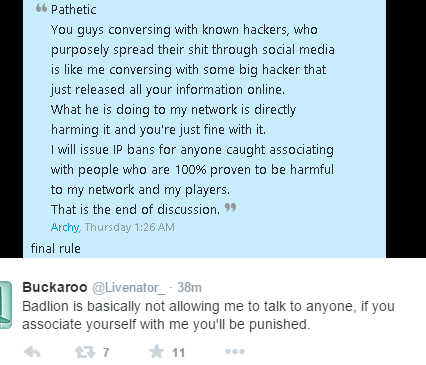 ❝ Pathetic
You guys conversing with known hackers, who
purposely spread their shit through social media
is like me conversing with some big hacker that
just released all your information online.
What he is doing to my network is directly
harming it and you're just fine with it.
I will issue IP bans for anyone caught associating
with people who are 100% proven to be harmful
to my network and my players.
That is the end of discussion. ❞
Archy, Thursday 1:26 AM
final rule
Buckaroo @Livenator_ · 38m
Badlion is basically not allowing me to talk to anyone, if you
associate yourself with me you'll be punished.
7 11